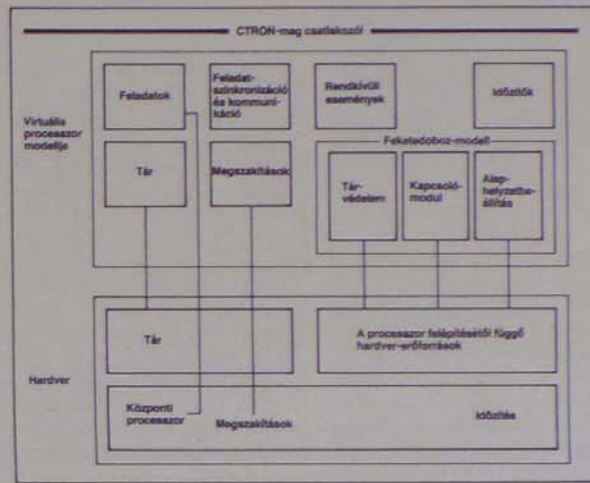 CTRON-mag csatlakozói
Feladatok
Feladat-
szinkronizáció
és kommuni-
káció
Rendkívüli
események
Időzítők
Virtuális
processzor
modellje
Feketedoboz-modell
Tár
Megszakítások
Tár-
védelem
Kapcsoló-
modul
Alap-
helyzetbe-
állítás
Tár
A processzor felépítésétől függő
hardver-erőforrások
Hardver
Központi
processzor
Megszakítások
Időzítés